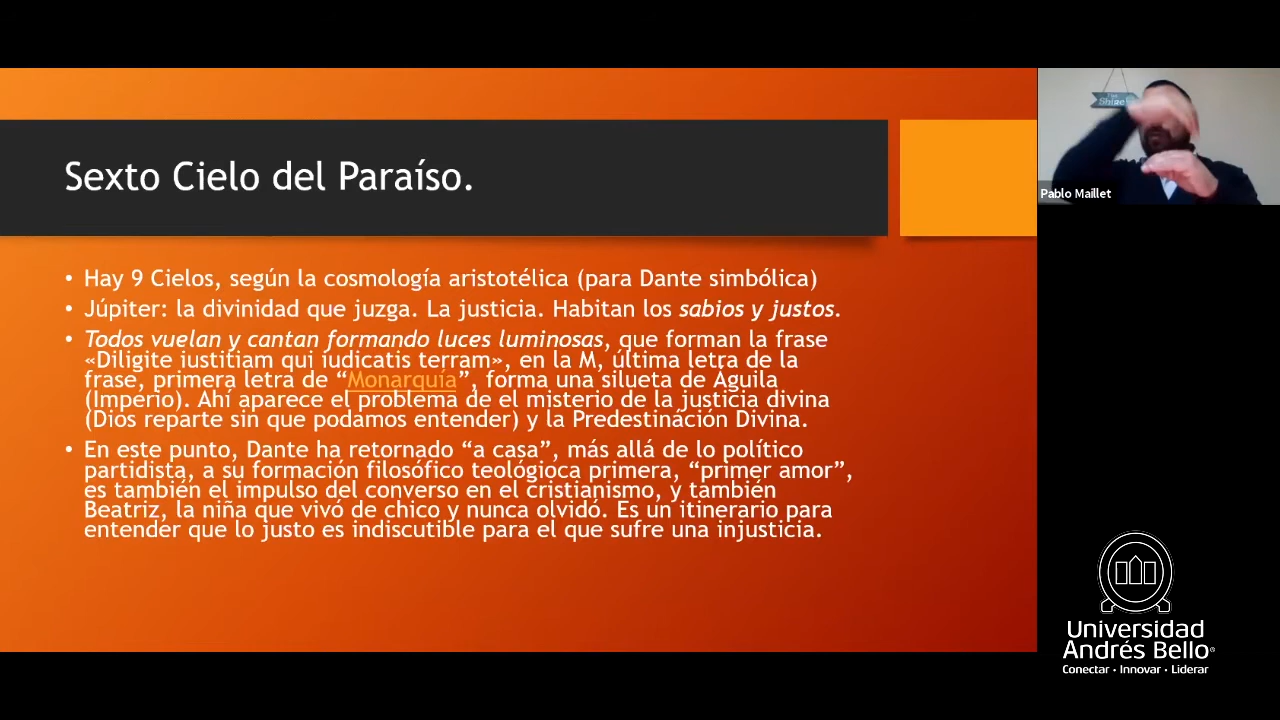 Sexto Cielo del Paraíso.
• Hay 9 Cielos, según la cosmología aristotélica (para Dante simbólica)
• Júpiter: la divinidad que juzga. La justicia. Habitan los sabios y justos.
• Todos vuelan y cantan formando luces luminosas, que forman la frase
«Diligite iustitiam qui iudicatis terram», en la M, última letra de la
frase, primera letra de “Monarquía”, forma una silueta de Águila
(Imperio). Ahí aparece el problema de el misterio de la justicia divina
(Dios reparte sin que podamos entender) y la Predestináción Divina.
• En este punto, Dante ha retornado “a casa”, más allá de lo político
partidista, a su formación filosófico teológioca primera, “primer amor”,
es también el impulso del converso en el cristianismo, y también
Beatriz, la niña que vivó de chico y nunca olvidó. Es un itinerario para
entender que lo justo es indiscutible para el que sufre una injusticia.
Pablo Maillet
Universidad
Andrés Bello®
Conectar • Innovar • Liderar